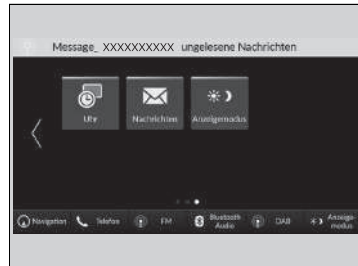 Message_ XXXXXXXXXX ungelesene Nachrichten
Uhr Nachrichten Anzeigemodus
Navigation Telefon FM Bluetooth Audio DAB Anzeige-
modus